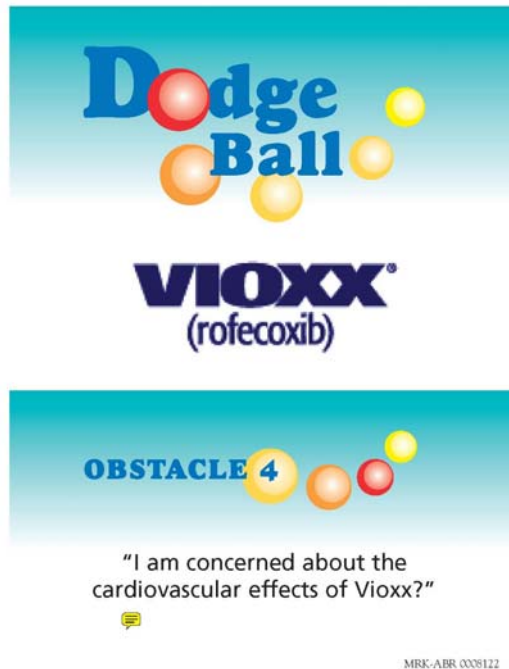 Dodge
Ball
VIOXX®
(rofecoxib)
OBSTACLE 4
"I am concerned about the
cardiovascular effects of Vioxx?"
MRK-ABR 0008122